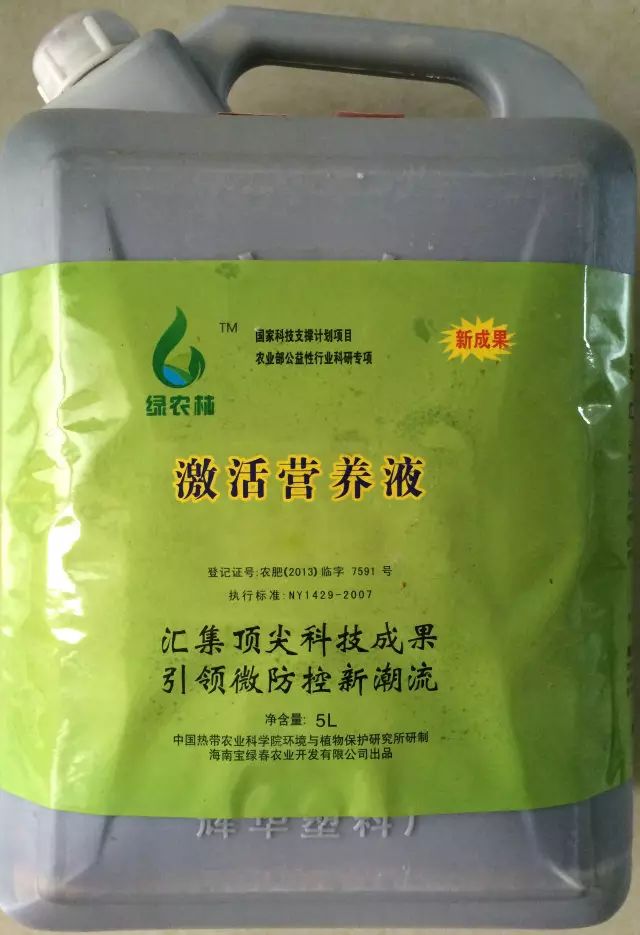 TM
国家科技支撑计划项目
农业部公益性行业科研专项
新成果
绿农林
激活营养液
登记证号:农肥(2013)临字 7591 号
执行标准:NY1429-2007
汇集顶尖科技成果
引领微防控新潮流
净含量: 5L
中国热带农业科学院环境与植物保护研究所研制
海南宝绿春农业开发有限公司出品
辉华塑料厂